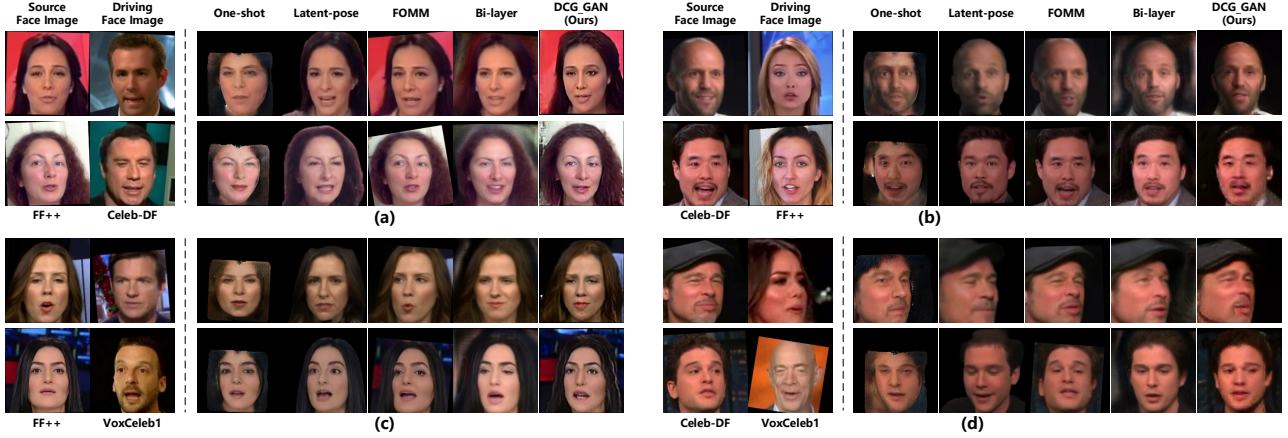 Source Face Image
Driving Face Image
One-shot
Latent-pose
FOMM
Bi-layer
DCG_GAN (Ours)
FF++
Celeb-DF
(a)
Source Face Image
Driving Face Image
One-shot
Latent-pose
FOMM
Bi-layer
DCG_GAN (Ours)
Celeb-DF
FF++
(b)
FF++
VoxCeleb1
(c)
Celeb-DF
VoxCeleb1
(d)